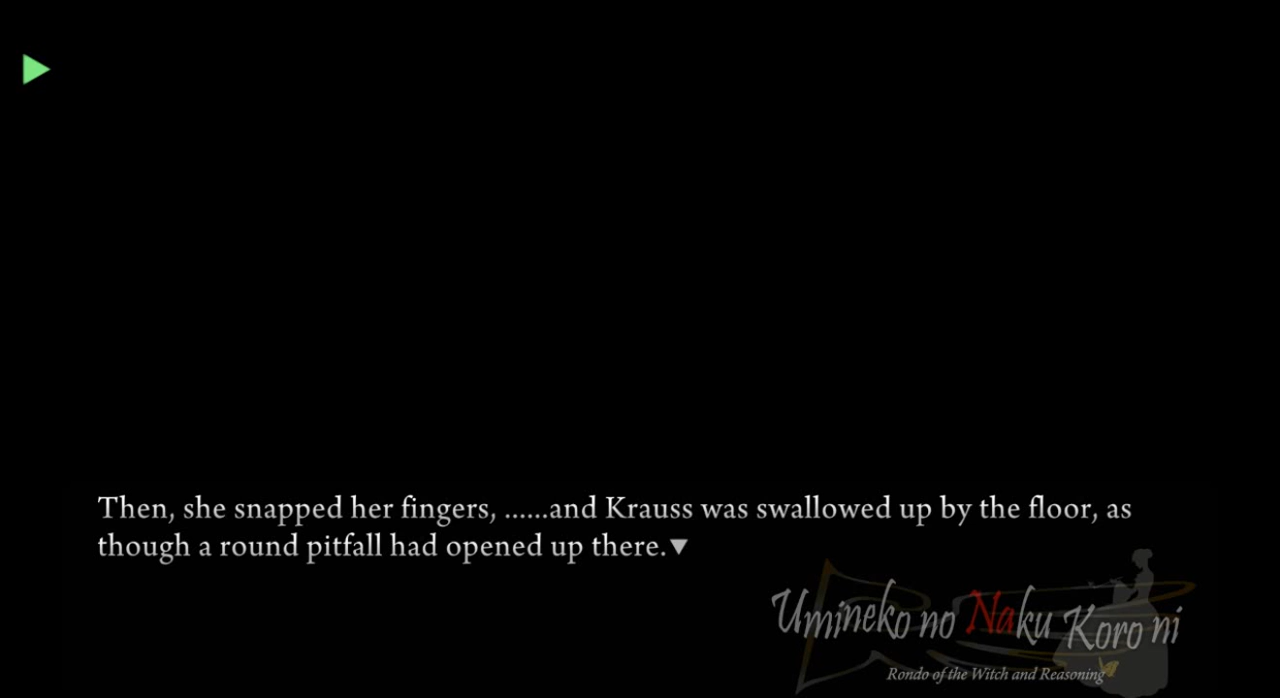 Then, she snapped her fingers, ......and Krauss was swallowed up by the floor, as
though a round pitfall had opened up there.
Umineko no Naku Koro ni
Rondo of the Witch and Reasoning